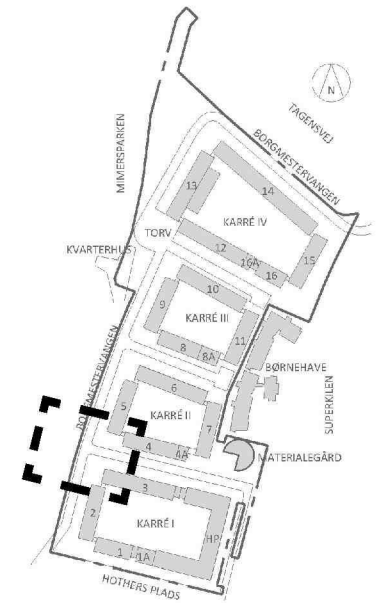 N
TAGENSVEJ
BORGMESTERVANGEN
MIMERSPARKEN
14
13
KARRÉ IV
TORV
12
16A
16
15
KVARTERHUS
10
9
KARRÉ III
11
8
8A
BØRNEHAVE
BORGMESTERVANGEN
SUPERKILEN
6
5
KARRÉ II
7
4
4A
MATERIALEGÅRD
3
2
KARRÉ I
HP
1
1A
HOTHERS PLADS